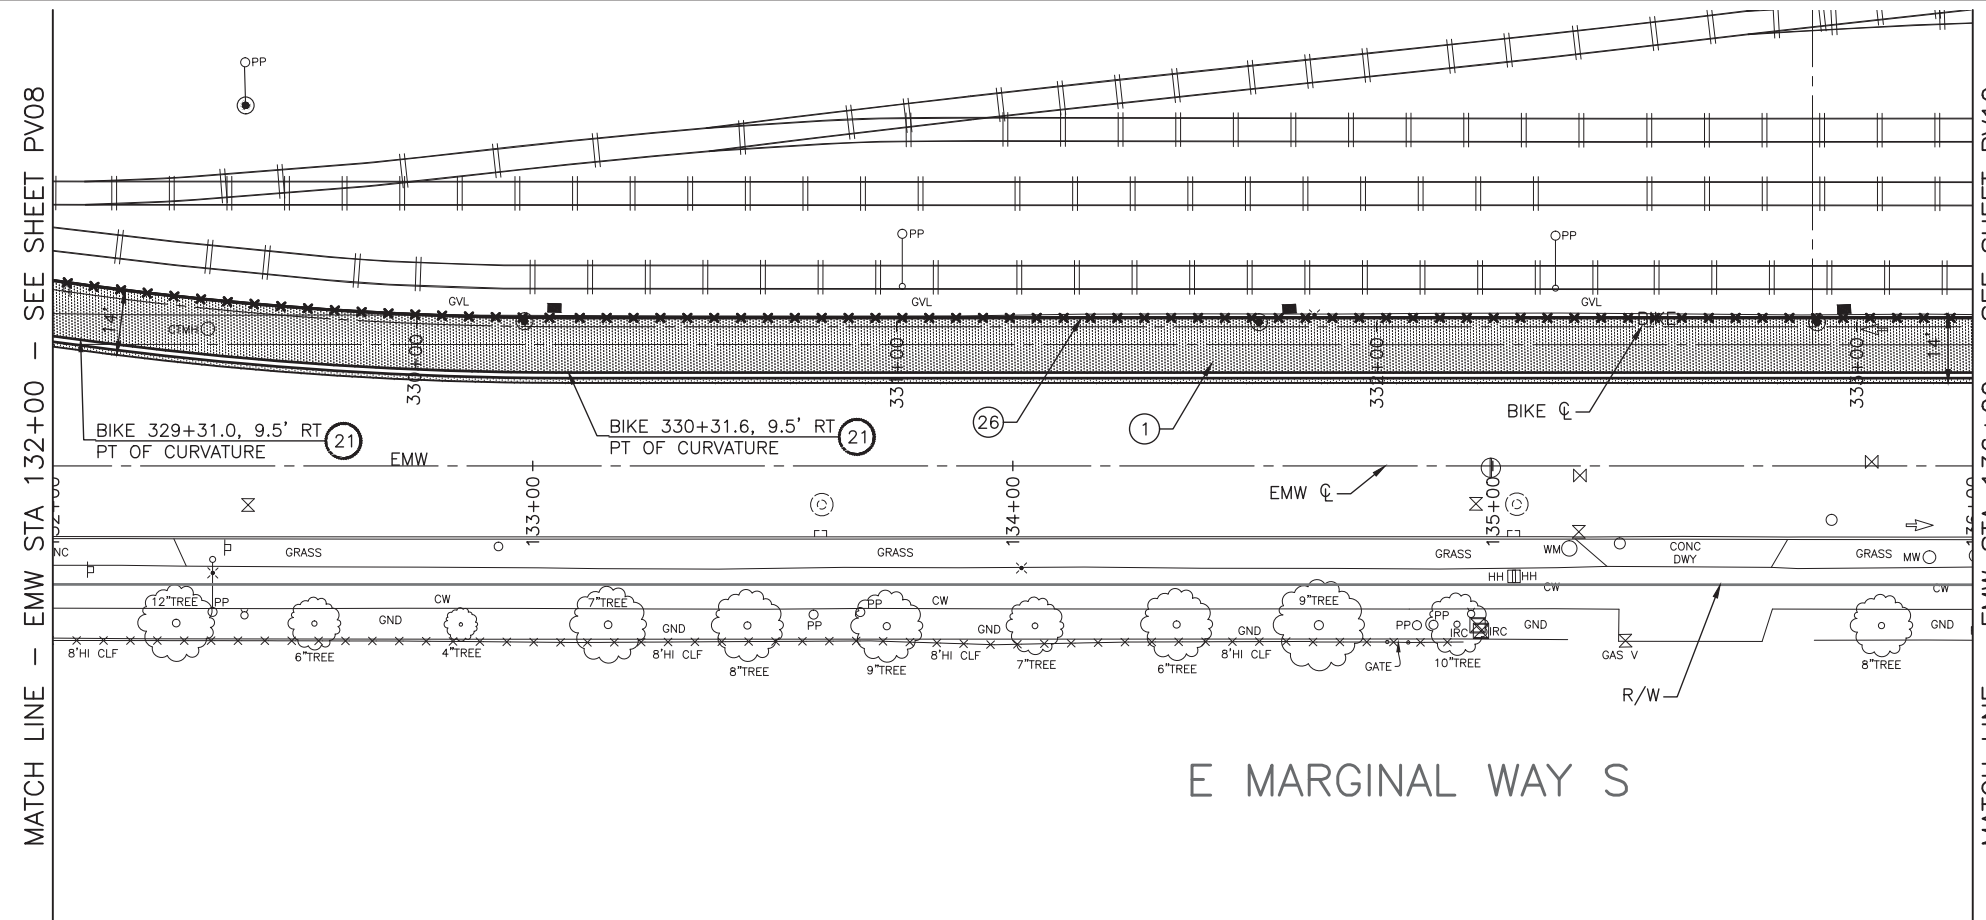 MATCH LINE – EMW STA 132+00 – SEE SHEET PV08
PP
PP
PP
GVL
GVL
GVL
14'
CTMH
BIKE
14'
330+00
331+00
332+00
333+00
BIKE 329+31.0, 9.5' RT
PT OF CURVATURE
21
BIKE 330+31.6, 9.5' RT
PT OF CURVATURE
21
26
1
BIKE ℄
EMW
EMW ℄
133+00
134+00
135+00
136+00
GRASS
GRASS
GRASS
WM
CONC
DWY
GRASS
MW
HH
HH
CW
CW
CW
CW
12"TREE
PP
7"TREE
PP
PP
9"TREE
PP
PP
GND
GND
GND
GND
GND
GND
IRC
IRC
8'HI CLF
6"TREE
4"TREE
8'HI CLF
8"TREE
9"TREE
8'HI CLF
7"TREE
6"TREE
8'HI CLF
GATE
10"TREE
GAS V
8"TREE
R/W
E MARGINAL WAY S